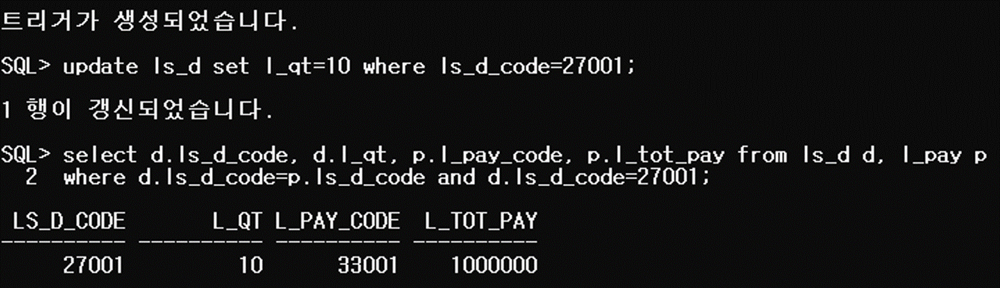 트리거가 생성되었습니다.
SQL> update ls_d set l_qt=10 where ls_d_code=27001;
1 행이 갱신되었습니다.
SQL> select d.ls_d_code, d.l_qt, p.l_pay_code, p.l_tot_pay from ls_d d, l_pay p
2 where d.ls_d_code=p.ls_d_code and d.ls_d_code=27001;
LS_D_CODE L_QT L_PAY_CODE L_TOT_PAY
---------- ---------- ---------- ----------
27001 10 33001 1000000